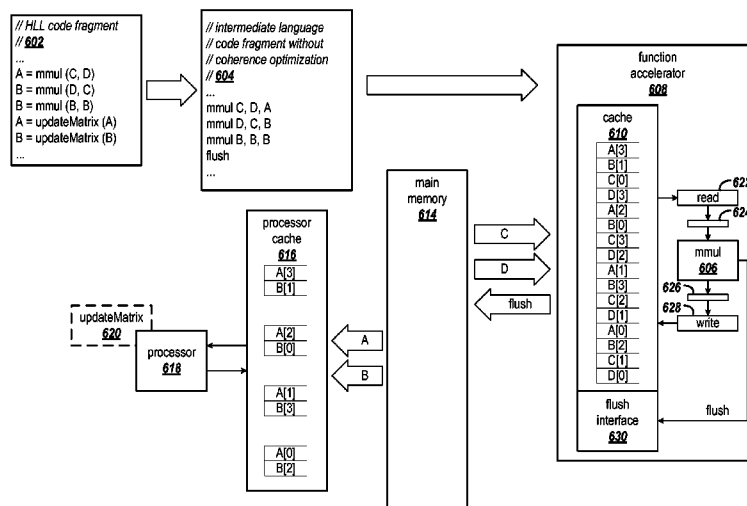 // HLL code fragment
// 602
...
A = mmul (C, D)
B = mmul (D, C)
B = mmul (B, B)
A = updateMatrix (A)
B = updateMatrix (B)
...
// intermediate language
// code fragment without
// coherence optimization
// 604
...
mmul C, D, A
mmul D, C, B
mmul B, B, B
flush
...
function
accelerator
608
cache
610
A[3]
B[1]
C[0]
D[3]
A[2]
B[0]
C[3]
D[2]
A[1]
B[3]
C[2]
D[1]
A[0]
B[2]
C[1]
D[0]
flush
interface
630
622
read
624
mmul
606
626
628
write
flush
main
memory
614
C
D
flush
A
B
processor
cache
616
A[3]
B[1]
A[2]
B[0]
A[1]
B[3]
A[0]
B[2]
updateMatrix
620
processor
618